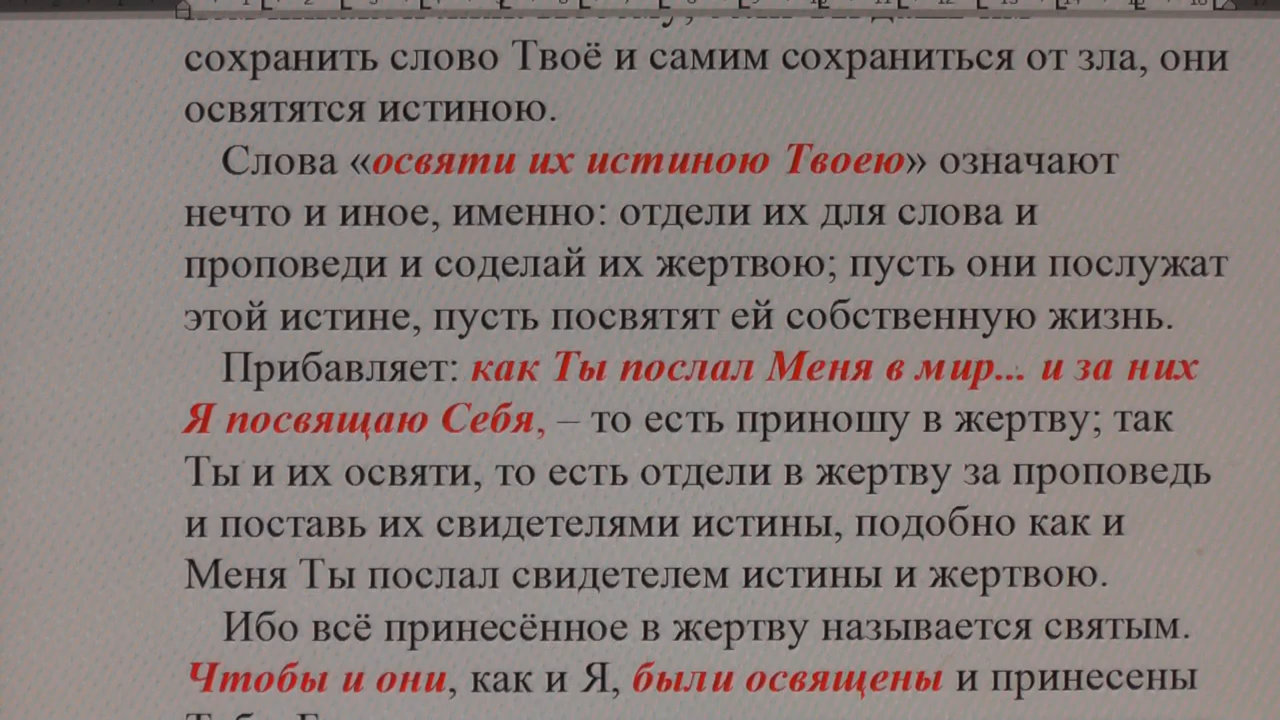 сохранить слово Твоё и самим сохраниться от зла, они
освятятся истиною.
Слова «освяти их истиною Твоею» означают
нечто и иное, именно: отдели их для слова и
проповеди и соделай их жертвою; пусть они послужат
этой истине, пусть посвятят ей собственную жизнь.
Прибавляет: как Ты послал Меня в мир... и за них
Я посвящаю Себя, – то есть приношу в жертву; так
Ты и их освяти, то есть отдели в жертву за проповедь
и поставь их свидетелями истины, подобно как и
Меня Ты послал свидетелем истины и жертвою.
Ибо всё принесённое в жертву называется святым.
Чтобы и они, как и Я, были освящены и принесены